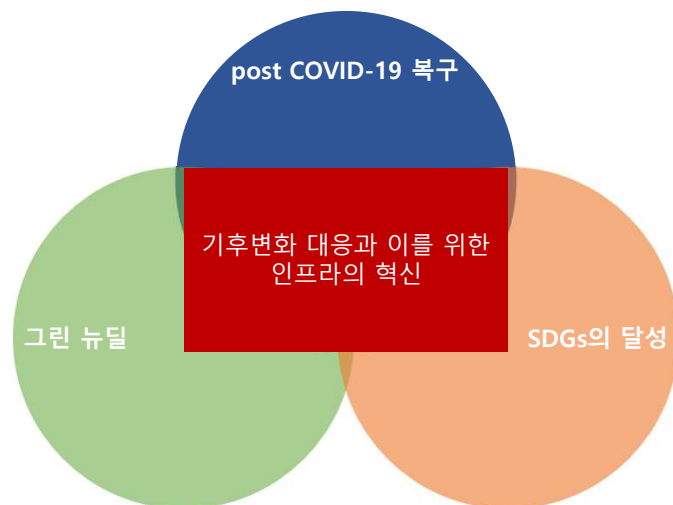 post COVID-19 복구
기후변화 대응과 이를 위한
인프라의 혁신
그린 뉴딜
SDGs의 달성